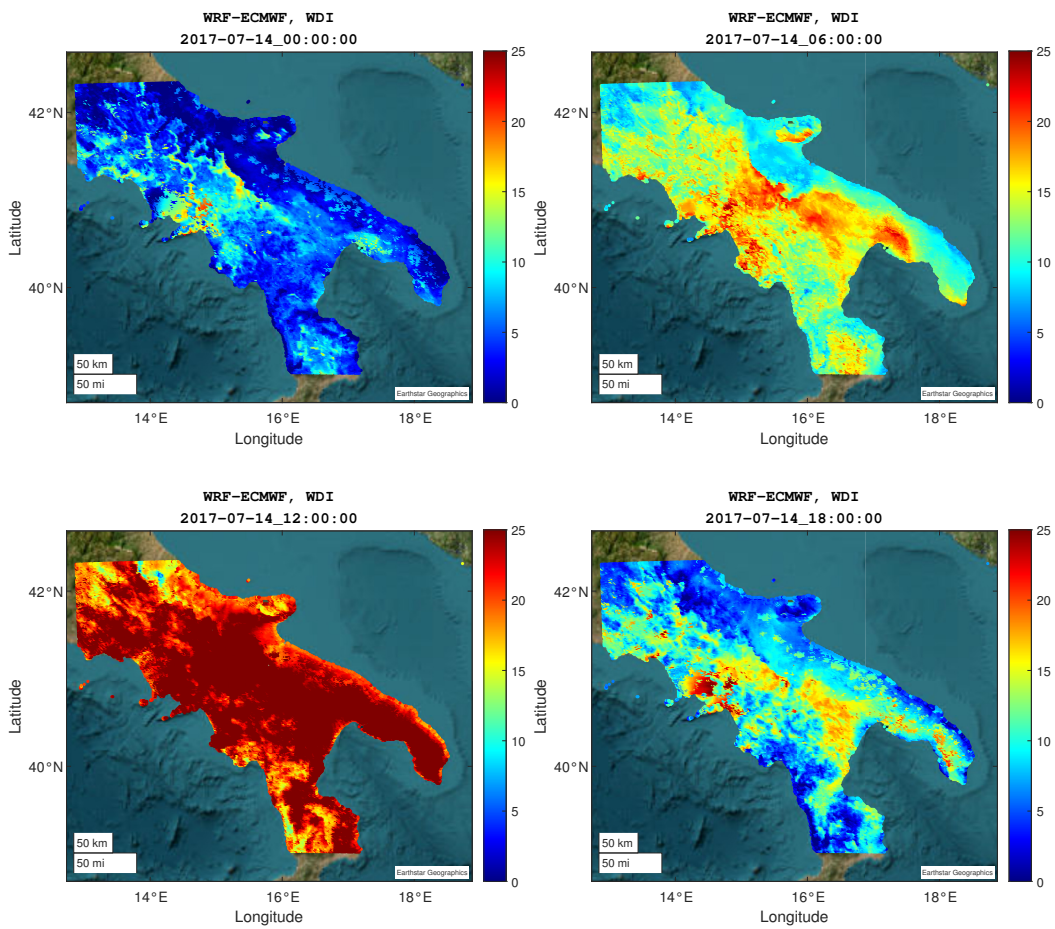 WRF-ECMWF, WDI
2017-07-14_00:00:00
Latitude
42°N
40°N
14°E
16°E
18°E
Longitude
50 km
50 mi
Earthstar Geographics
25
20
15
10
5
0
WRF-ECMWF, WDI
2017-07-14_06:00:00
Latitude
42°N
40°N
14°E
16°E
18°E
Longitude
50 km
50 mi
Earthstar Geographics
25
20
15
10
5
0
WRF-ECMWF, WDI
2017-07-14_12:00:00
Latitude
42°N
40°N
14°E
16°E
18°E
Longitude
50 km
50 mi
Earthstar Geographics
25
20
15
10
5
0
WRF-ECMWF, WDI
2017-07-14_18:00:00
Latitude
42°N
40°N
14°E
16°E
18°E
Longitude
50 km
50 mi
Earthstar Geographics
25
20
15
10
5
0